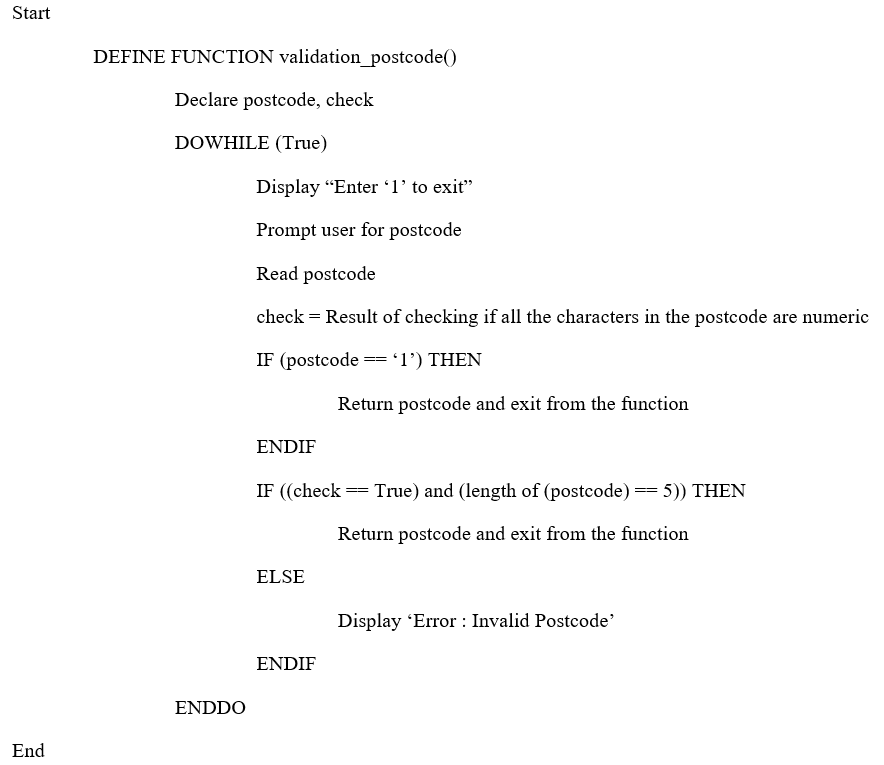 Start
DEFINE FUNCTION validation_postcode()
Declare postcode, check
DOWHILE (True)
Display “Enter ‘1’ to exit”
Prompt user for postcode
Read postcode
check = Result of checking if all the characters in the postcode are numeric
IF (postcode == ‘1’) THEN
Return postcode and exit from the function
ENDIF
IF ((check == True) and (length of (postcode) == 5)) THEN
Return postcode and exit from the function
ELSE
Display ‘Error : Invalid Postcode’
ENDIF
ENDDO
End